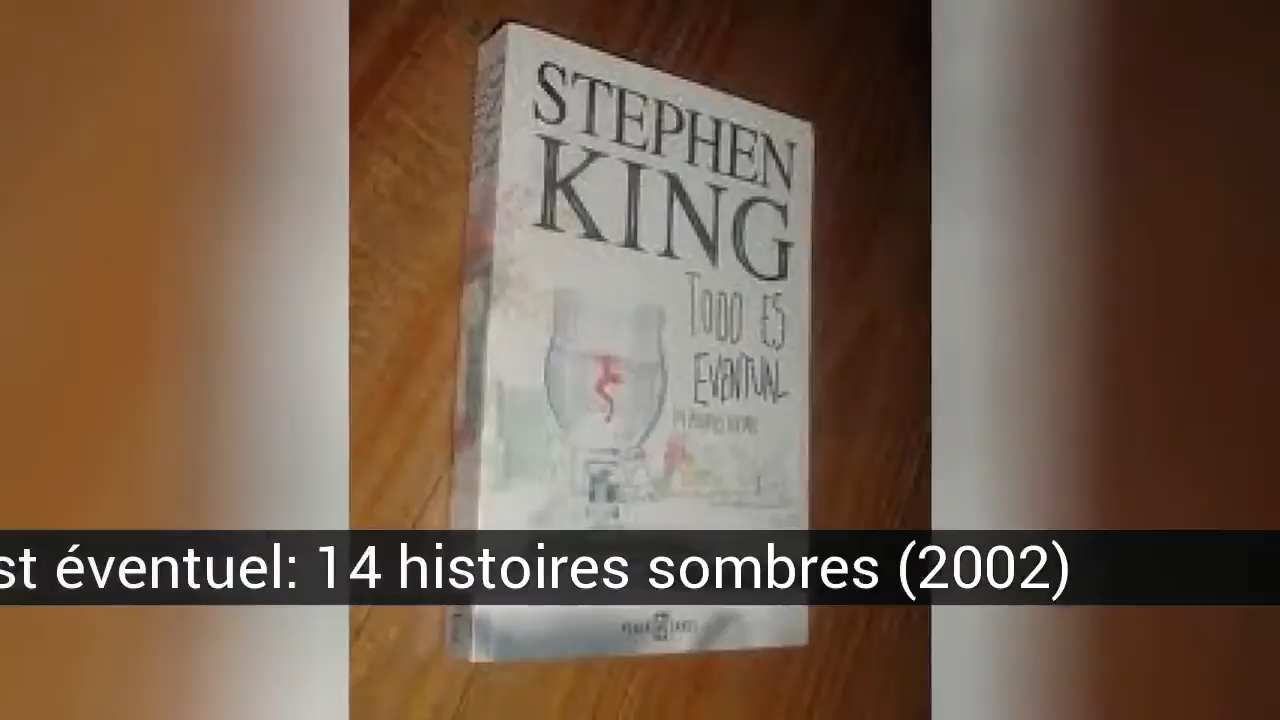 STEPHEN
KING
TODO ES
EVENTUAL
st éventuel: 14 histoires sombres (2002)